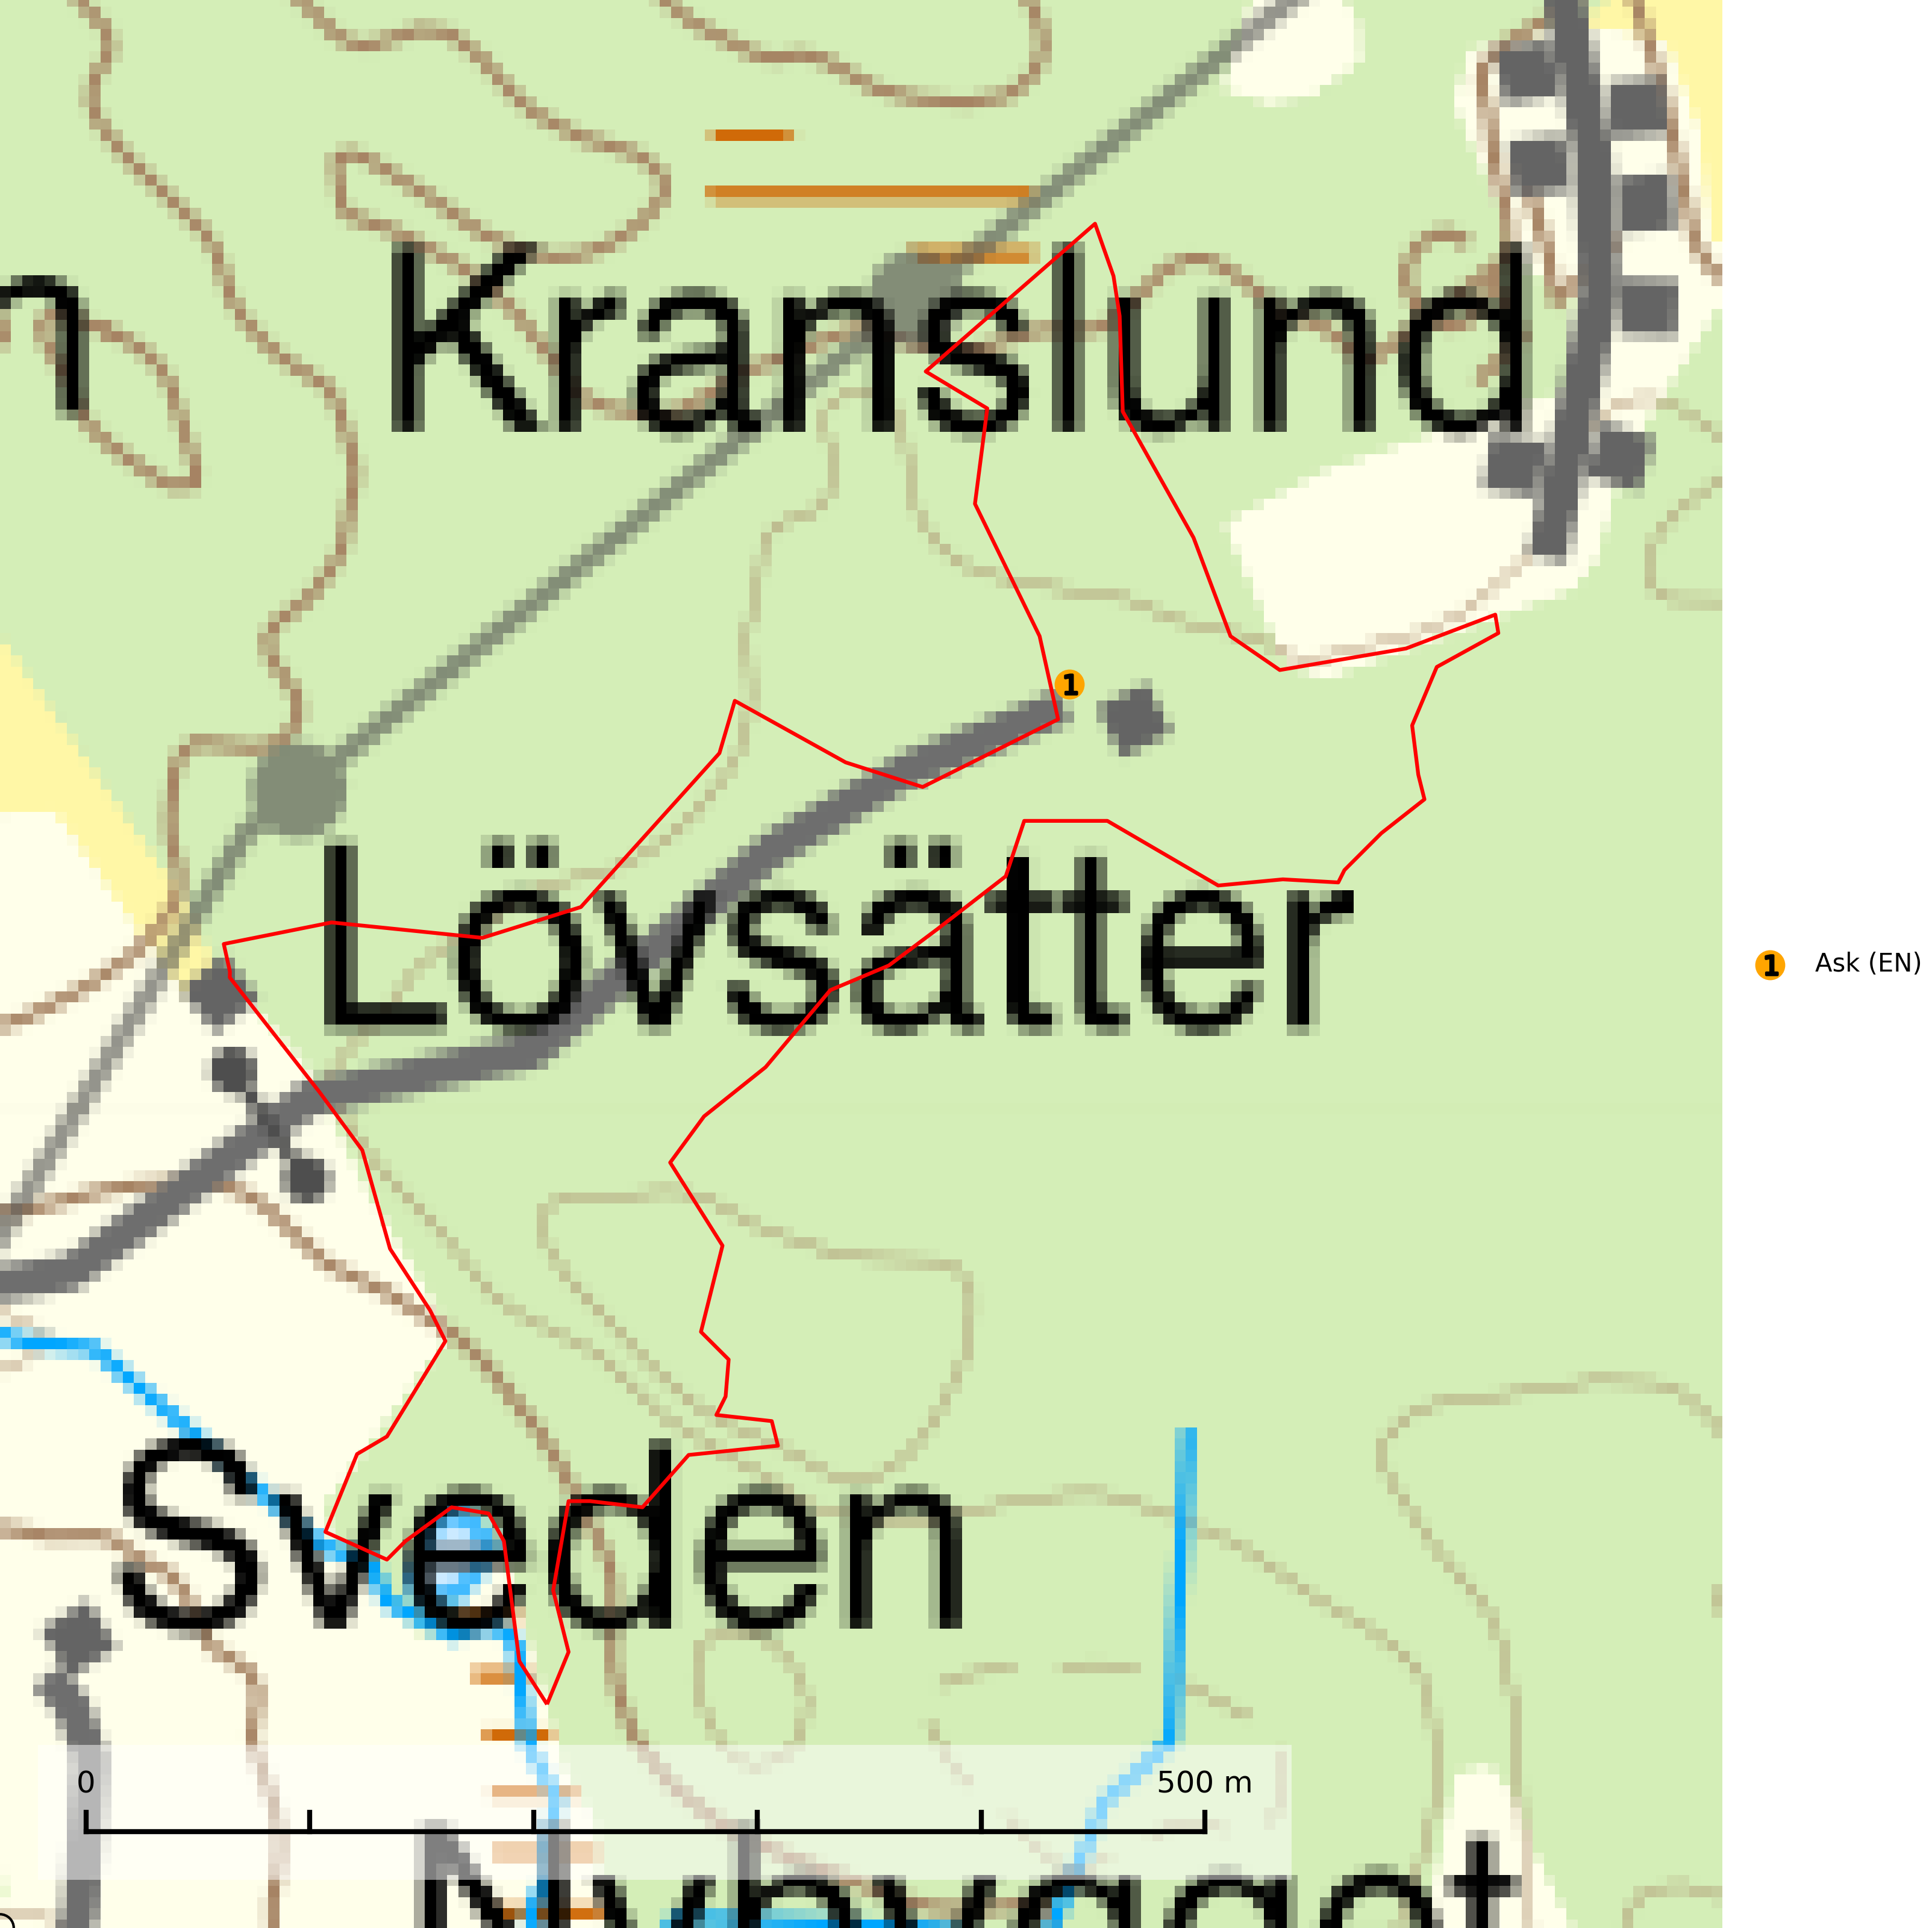 Kranslund
1
Lövsätter
1 Ask (EN)
Sveden
0 500 m